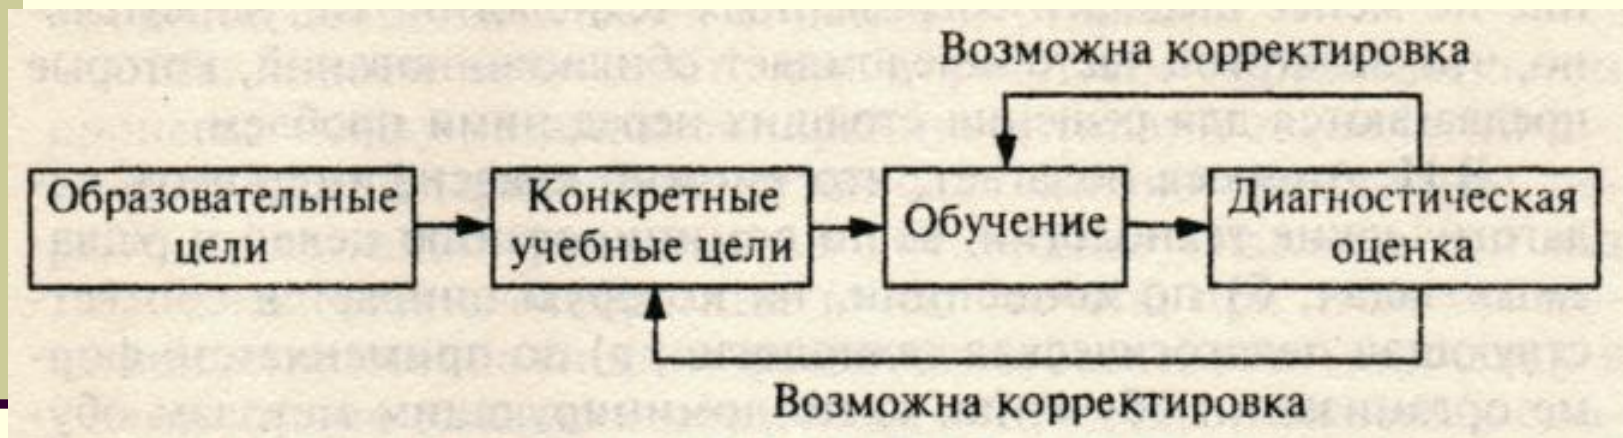 Возможна корректировка
Образовательные
цели
Конкретные
учебные цели
Обучение
Диагностическая
оценка
Возможна корректировка